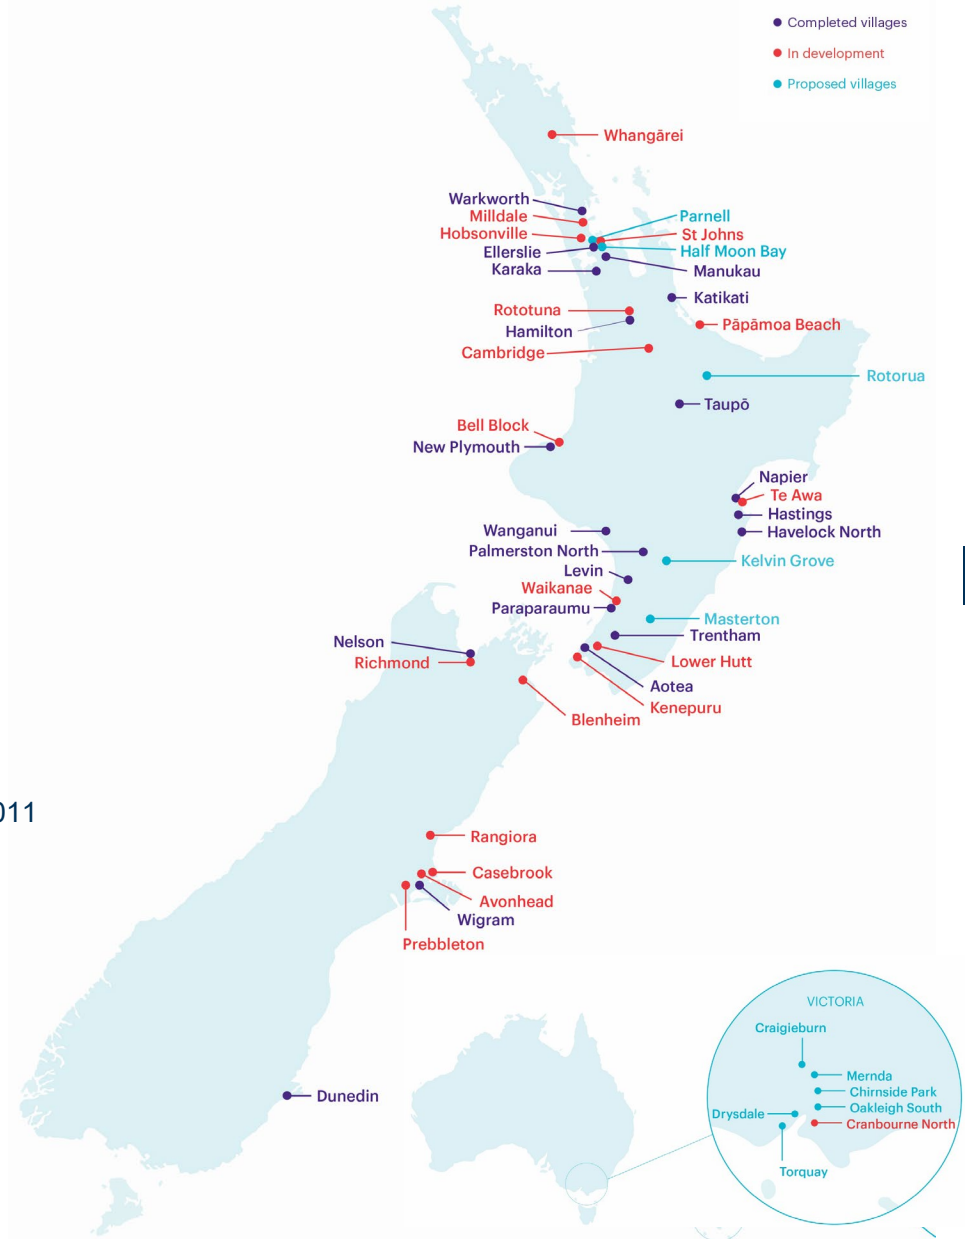 Completed villages
In development
Proposed villages
Whangārei
Warkworth
Milldale
Hobsonville
Ellerslie
Karaka
Parnell
St Johns
Half Moon Bay
Manukau
Katikati
Rototuna
Hamilton
Pāpāmoa Beach
Cambridge
Rotorua
Taupō
Bell Block
New Plymouth
Napier
Te Awa
Hastings
Havelock North
Wanganui
Palmerston North
Kelvin Grove
Levin
Waikanae
Paraparaumu
Masterton
Trentham
Nelson
Richmond
Lower Hutt
Aotea
Kenepuru
Blenheim
011
Rangiora
Casebrook
Avonhead
Wigram
Prebbleton
Dunedin
VICTORIA
Craigieburn
Mernda
Chirnside Park
Oakleigh South
Drysdale
Cranbourne North
Torquay